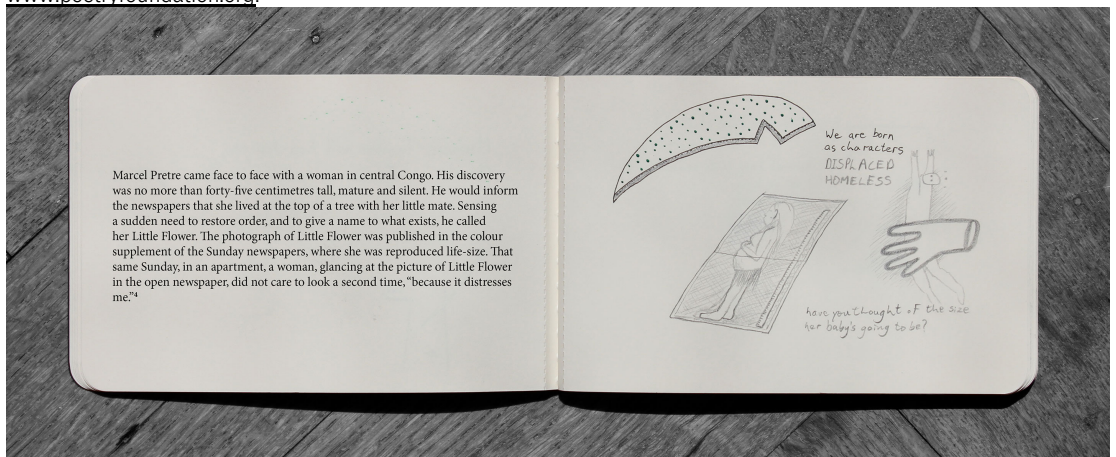 www.poetryfoundation.org.
Marcel Pretre came face to face with a woman in central Congo. His discovery
was no more than forty-five centimetres tall, mature and silent. He would inform
the newspapers that she lived at the top of a tree with her little mate. Sensing
a sudden need to restore order, and to give a name to what exists, he called
her Little Flower. The photograph of Little Flower was published in the colour
supplement of the Sunday newspapers, where she was reproduced life-size. That
same Sunday, in an apartment, a woman, glancing at the picture of Little Flower
in the open newspaper, did not care to look a second time, “because it distresses
me.”⁴
We are born
as characters
DISPLACED
HOMELESS
have you thought of the size
her baby's going to be?